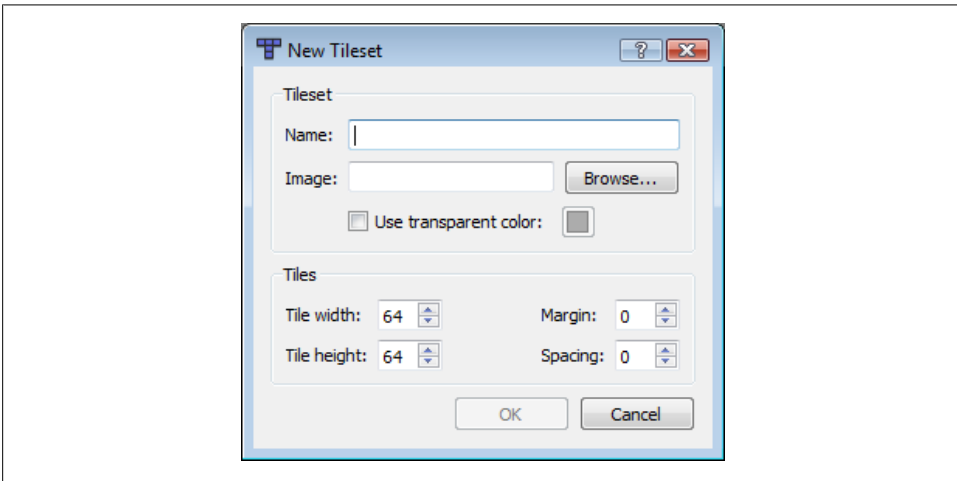 New Tileset
Tileset
Name:
Image: Browse...
Use transparent color:
Tiles
Tile width: 64 Margin: 0
Tile height: 64 Spacing: 0
OK Cancel